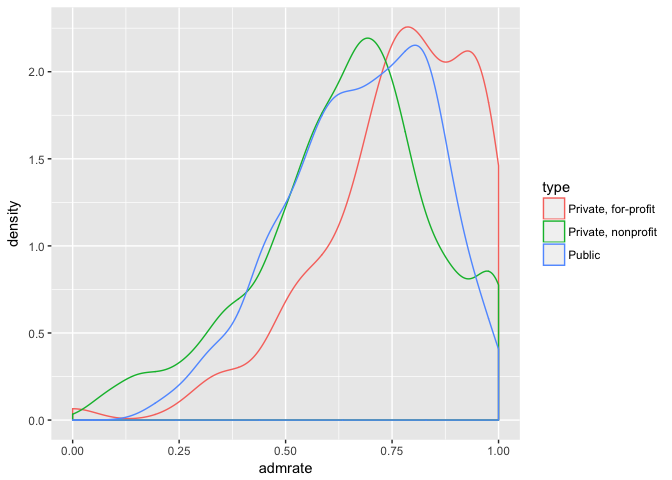 density
2.0
1.5
1.0
0.5
0.0
0.00 0.25 0.50 0.75 1.00
admrate
type
Private, for-profit
Private, nonprofit
Public